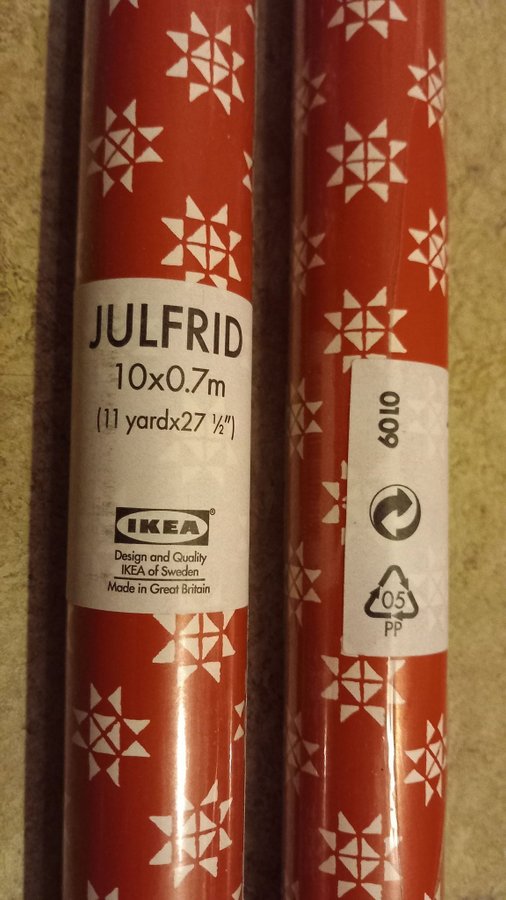 JULFRID
10x0.7m
(11 yardx27 ½")
IKEA®
Design and Quality
IKEA of Sweden
Made in Great Britain
6010
05
PP